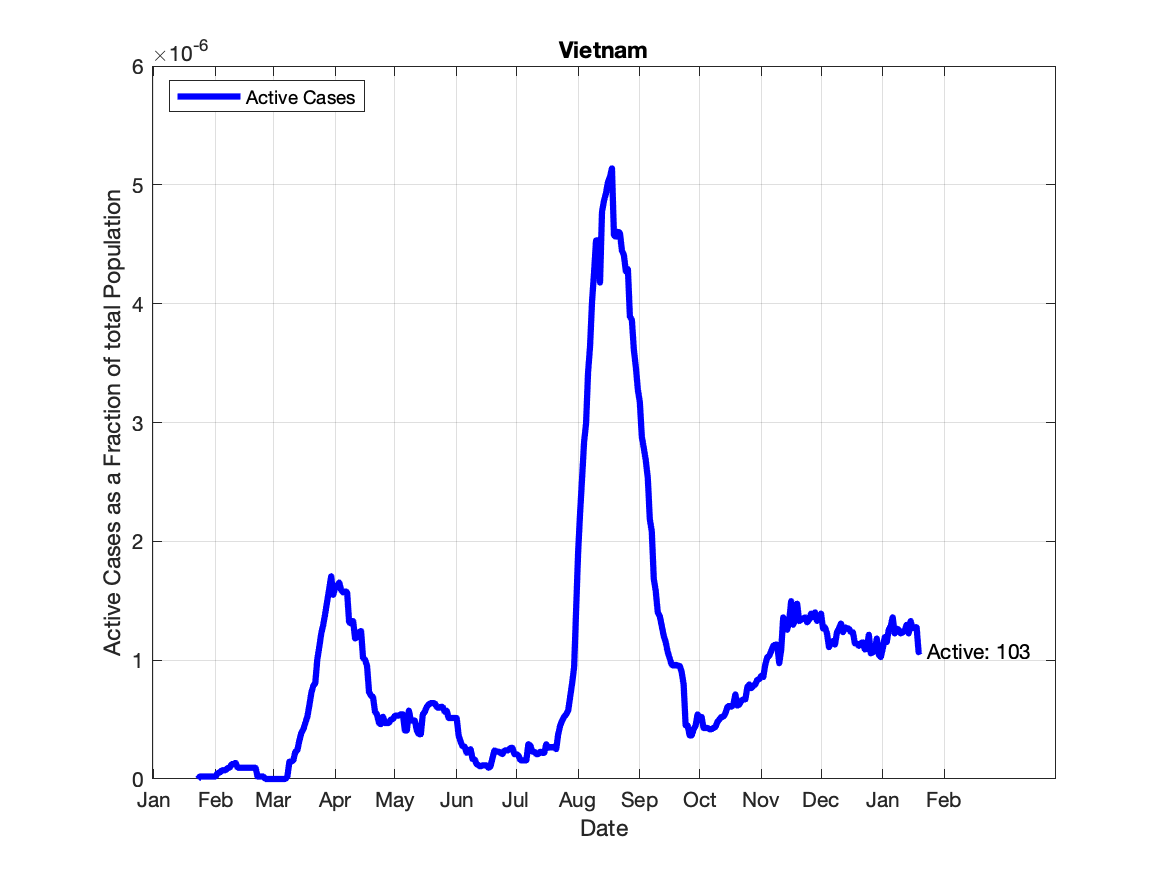 Vietnam
×10-6
Active Cases
6
5
4
3
2
1
0
Active Cases as a Fraction of total Population
Active: 103
Jan Feb Mar Apr May Jun Jul Aug Sep Oct Nov Dec Jan Feb
Date